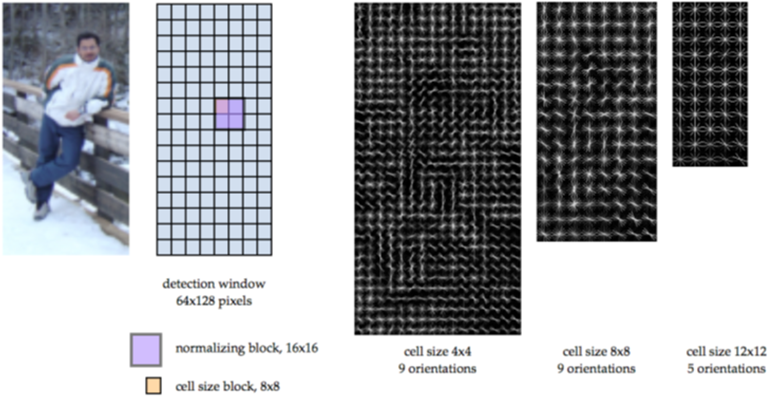 detection window
64x128 pixels
normalizing block, 16x16
cell size block, 8x8
cell size 4x4
9 orientations
cell size 8x8
9 orientations
cell size 12x12
5 orientations